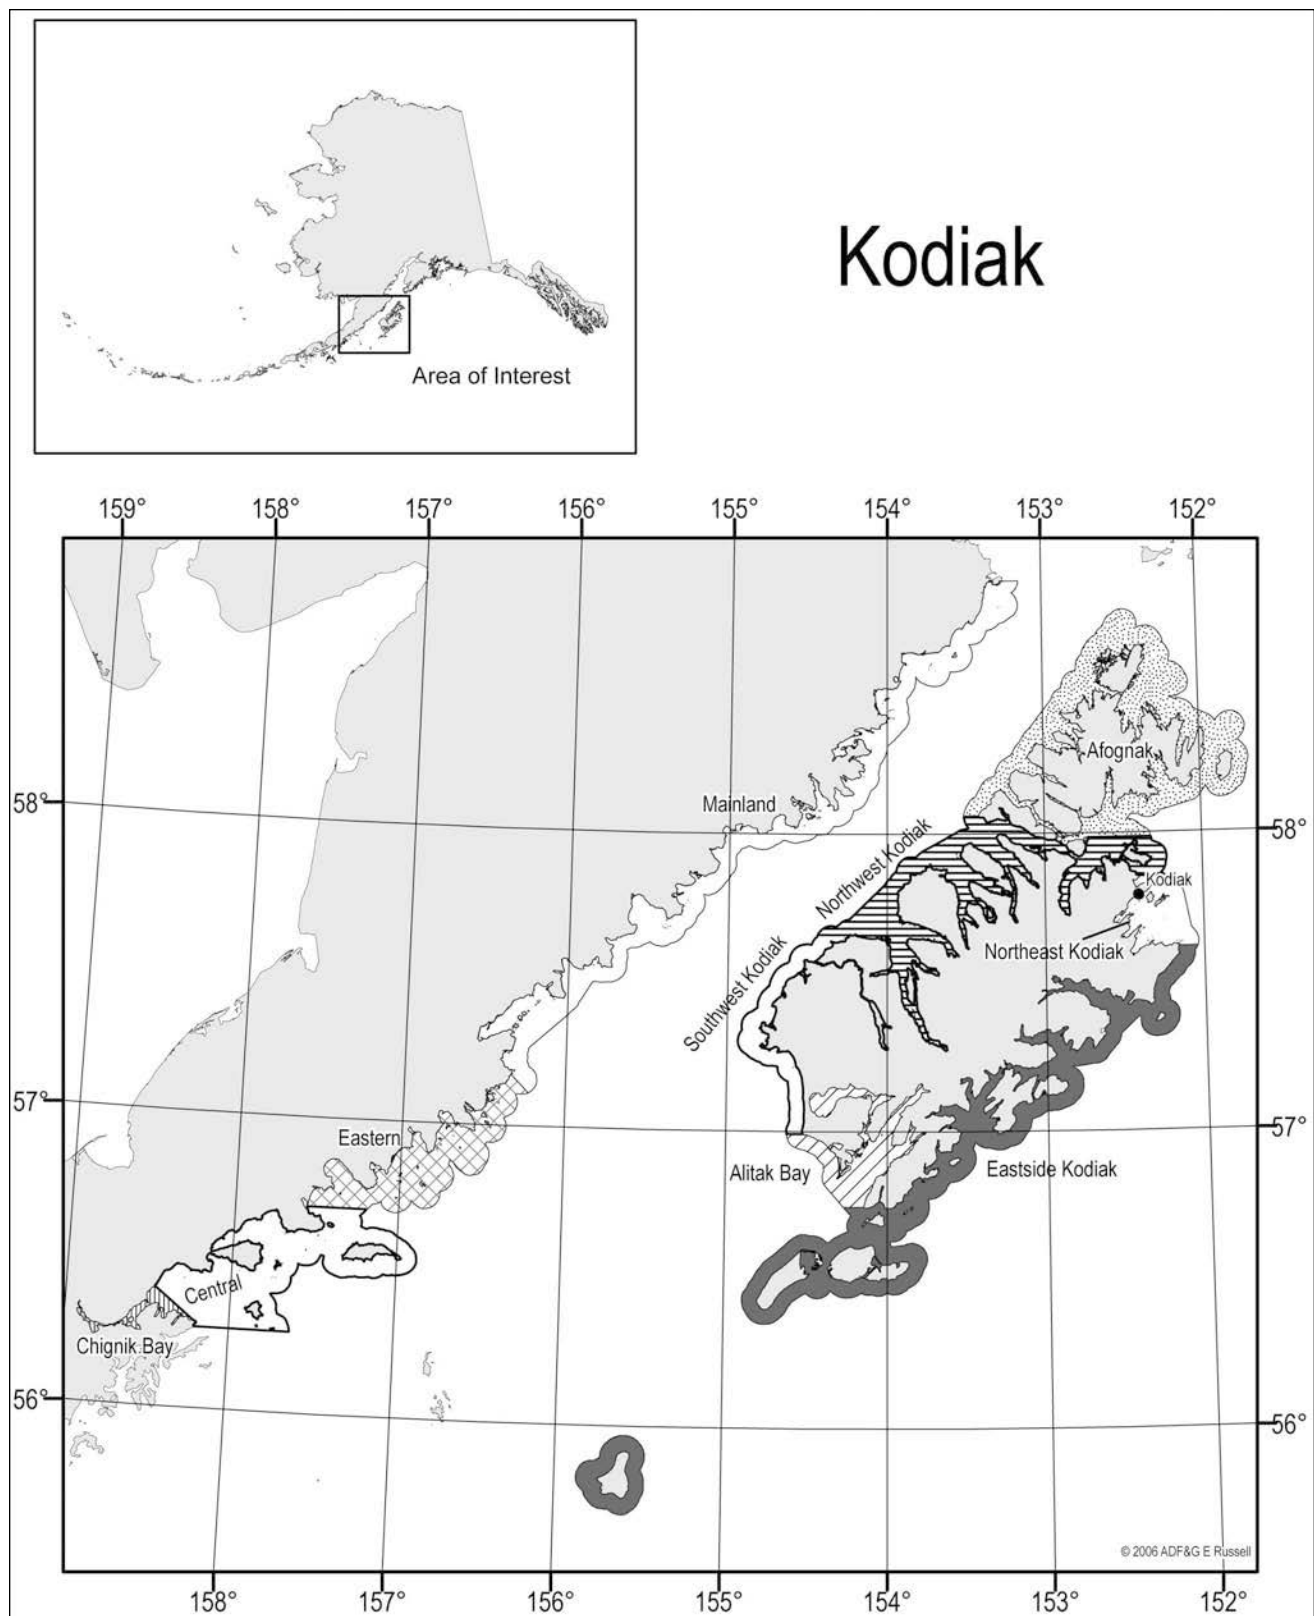 Kodiak
Area of Interest
159° 158° 157° 156° 155° 154° 153° 152°
Afognak
58°
Mainland
58°
Northwest Kodiak
Kodiak
Northeast Kodiak
Southwest Kodiak
57°
57°
Eastern
Alitak Bay
Eastside Kodiak
Central
Chignik Bay
56°
56°
© 2006 ADF&G E Russell
158° 157° 156° 155° 154° 153° 152°